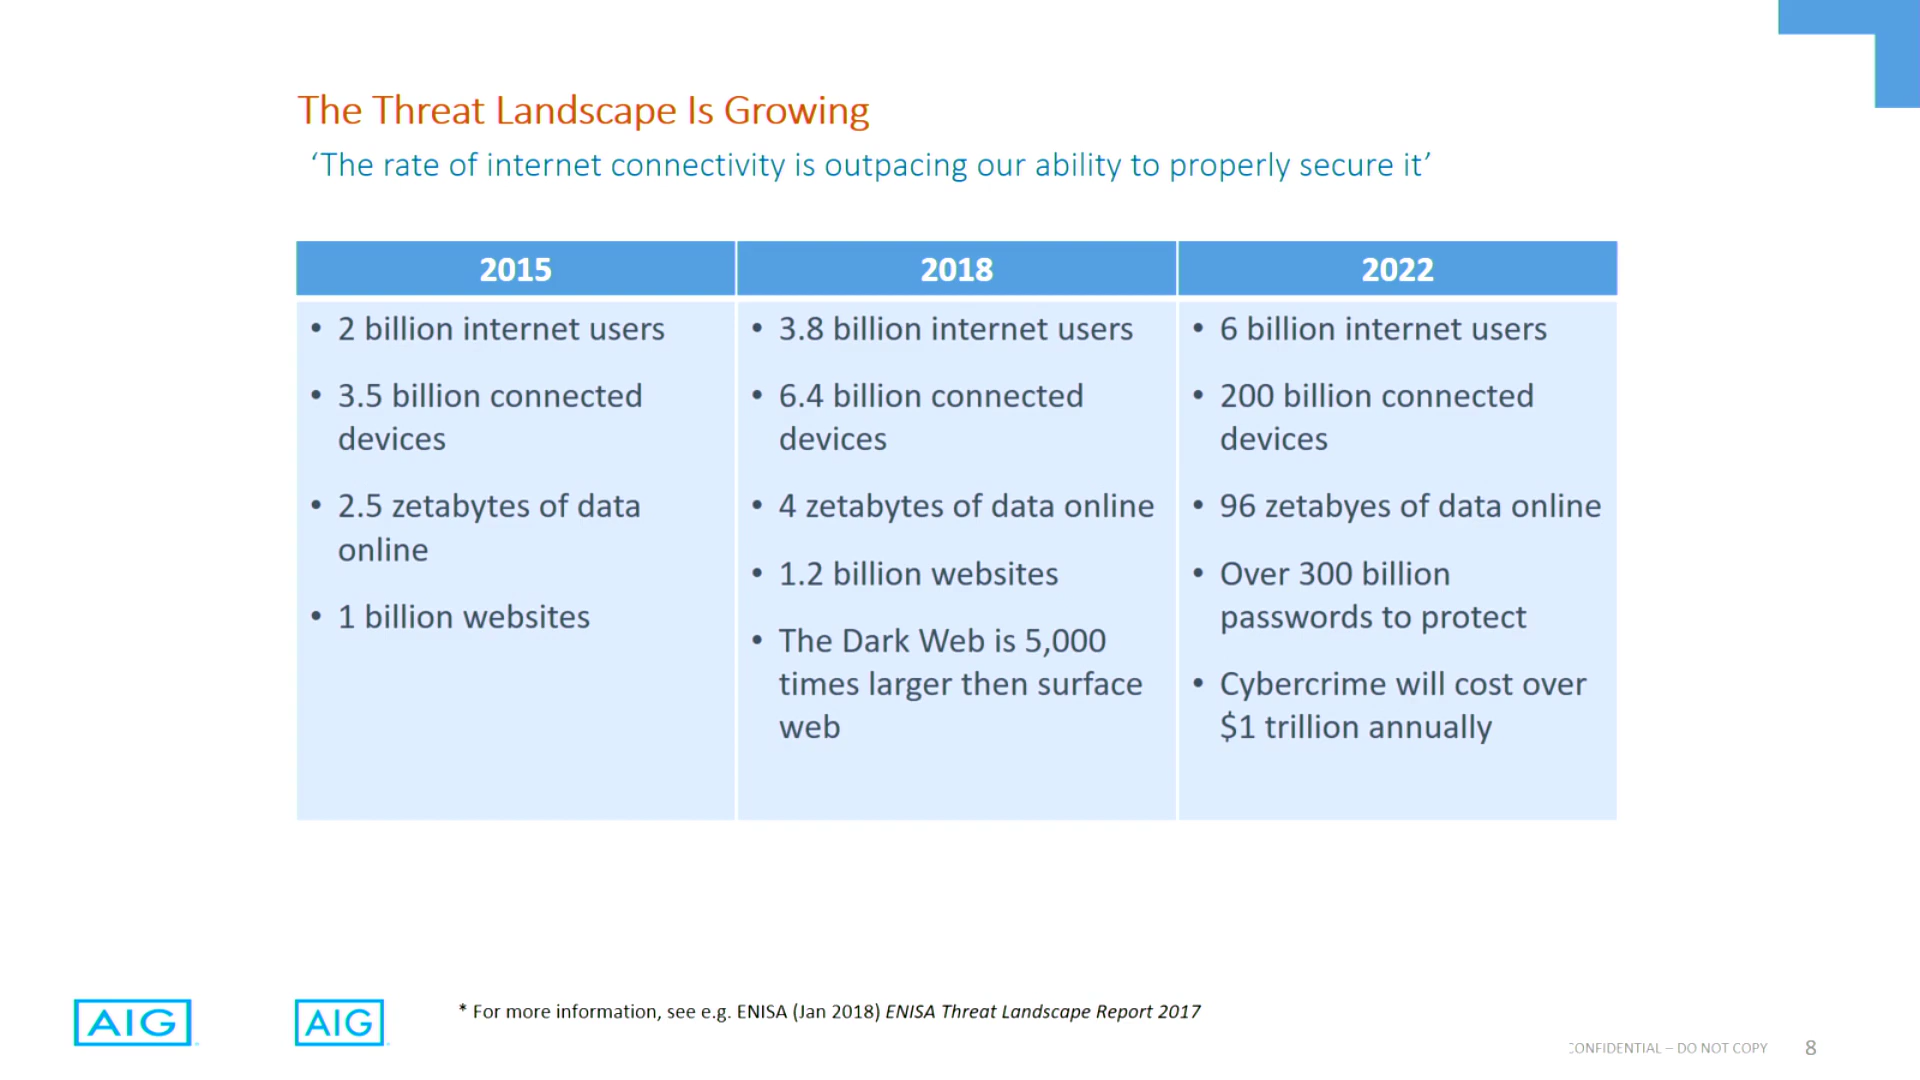 The Threat Landscape Is Growing
‘The rate of internet connectivity is outpacing our ability to properly secure it’
2015
• 2 billion internet users
• 3.5 billion connected
devices
• 2.5 zetabytes of data
online
• 1 billion websites
2018
• 3.8 billion internet users
• 6.4 billion connected
devices
• 4 zetabytes of data online
• 1.2 billion websites
• The Dark Web is 5,000
times larger then surface
web
2022
• 6 billion internet users
• 200 billion connected
devices
• 96 zetabyes of data online
• Over 300 billion
passwords to protect
• Cybercrime will cost over
$1 trillion annually
AIG
AIG
* For more information, see e.g. ENISA (Jan 2018) ENISA Threat Landscape Report 2017
CONFIDENTIAL – DO NOT COPY
8